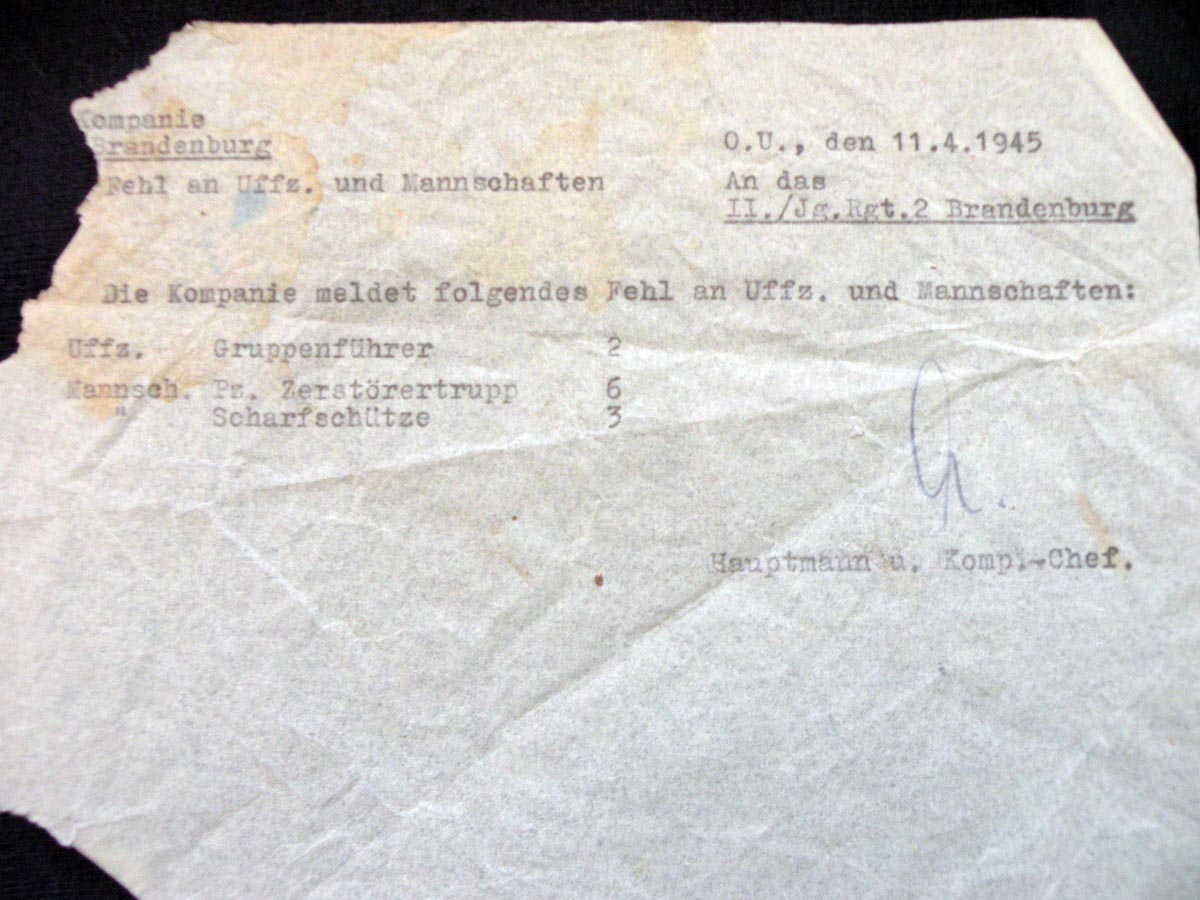 Kompanie
Brandenburg
Fehl an Uffz. und Mannschaften
O.U., den 11.4.1945
An das
II./Jg.Rgt.2 Brandenburg
Die Kompanie meldet folgendes Fehl an Uffz. und Mannschaften:
Uffz. Gruppenführer 2
Mannsch. Pz. Zerstörertrupp 6
" Scharfschütze 3
Hauptmann u. Komp.-Chef.